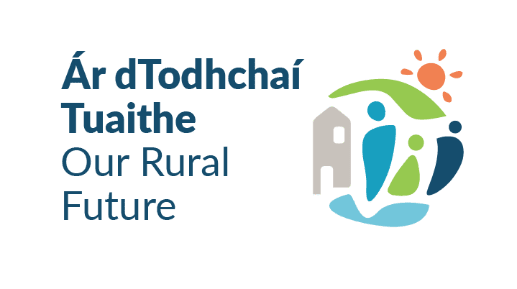 Ár dTodhchaí
Tuaithe
Our Rural
Future